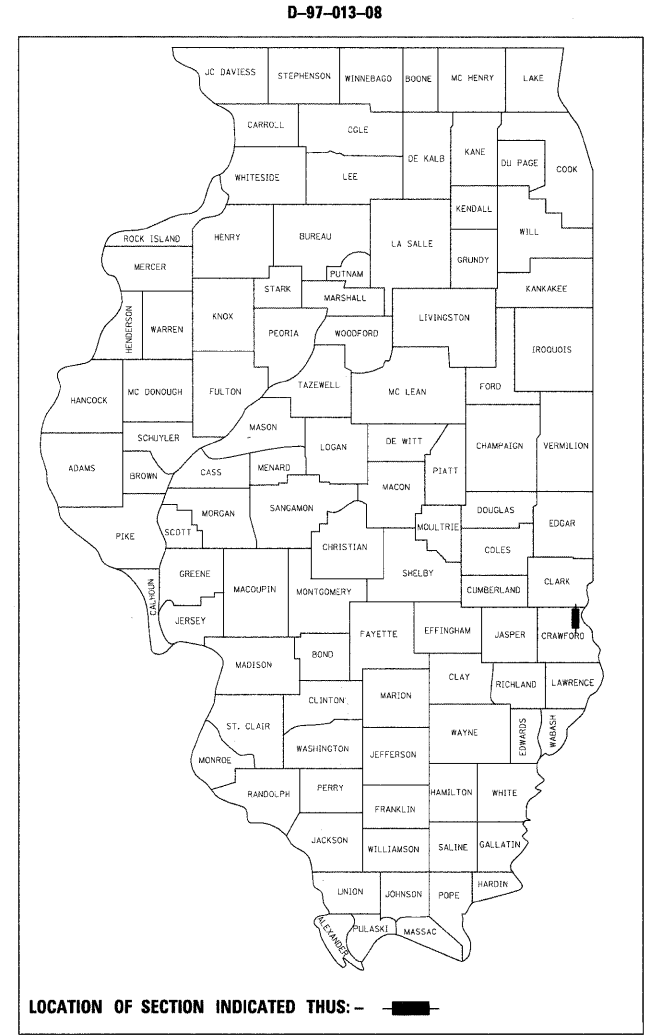 D-97-013-08
JC DAVIESS
STEPHENSON
WINNEBAGO
BOONE
MC HENRY
LAKE
CARROLL
OGLE
DE KALB
KANE
DU PAGE
COOK
WHITESIDE
LEE
KENDALL
WILL
ROCK ISLAND
HENRY
BUREAU
LA SALLE
GRUNDY
MERCER
PUTNAM
KANKAKEE
STARK
MARSHALL
HENDERSON
WARREN
KNOX
PEORIA
WOODFORD
LIVINGSTON
IROQUOIS
HANCOCK
MC DONOUGH
FULTON
TAZEWELL
MC LEAN
FORD
SCHUYLER
MASON
LOGAN
DE WITT
CHAMPAIGN
VERMILION
ADAMS
BROWN
CASS
MENARD
MACON
PIATT
PIKE
SCOTT
MORGAN
SANGAMON
CHRISTIAN
MOULTRIE
DOUGLAS
EDGAR
COLES
CALHOUN
GREENE
MACOUPIN
MONTGOMERY
SHELBY
CUMBERLAND
CLARK
JERSEY
FAYETTE
EFFINGHAM
JASPER
CRAWFORD
MADISON
BOND
CLAY
RICHLAND
LAWRENCE
CLINTON
MARION
ST. CLAIR
WASHINGTON
JEFFERSON
WAYNE
EDWARDS
WABASH
MONROE
RANDOLPH
PERRY
FRANKLIN
HAMILTON
WHITE
JACKSON
WILLIAMSON
SALINE
GALLATIN
UNION
JOHNSON
POPE
HARDIN
ALEXANDER
PULASKI
MASSAC
LOCATION OF SECTION INDICATED THUS: -